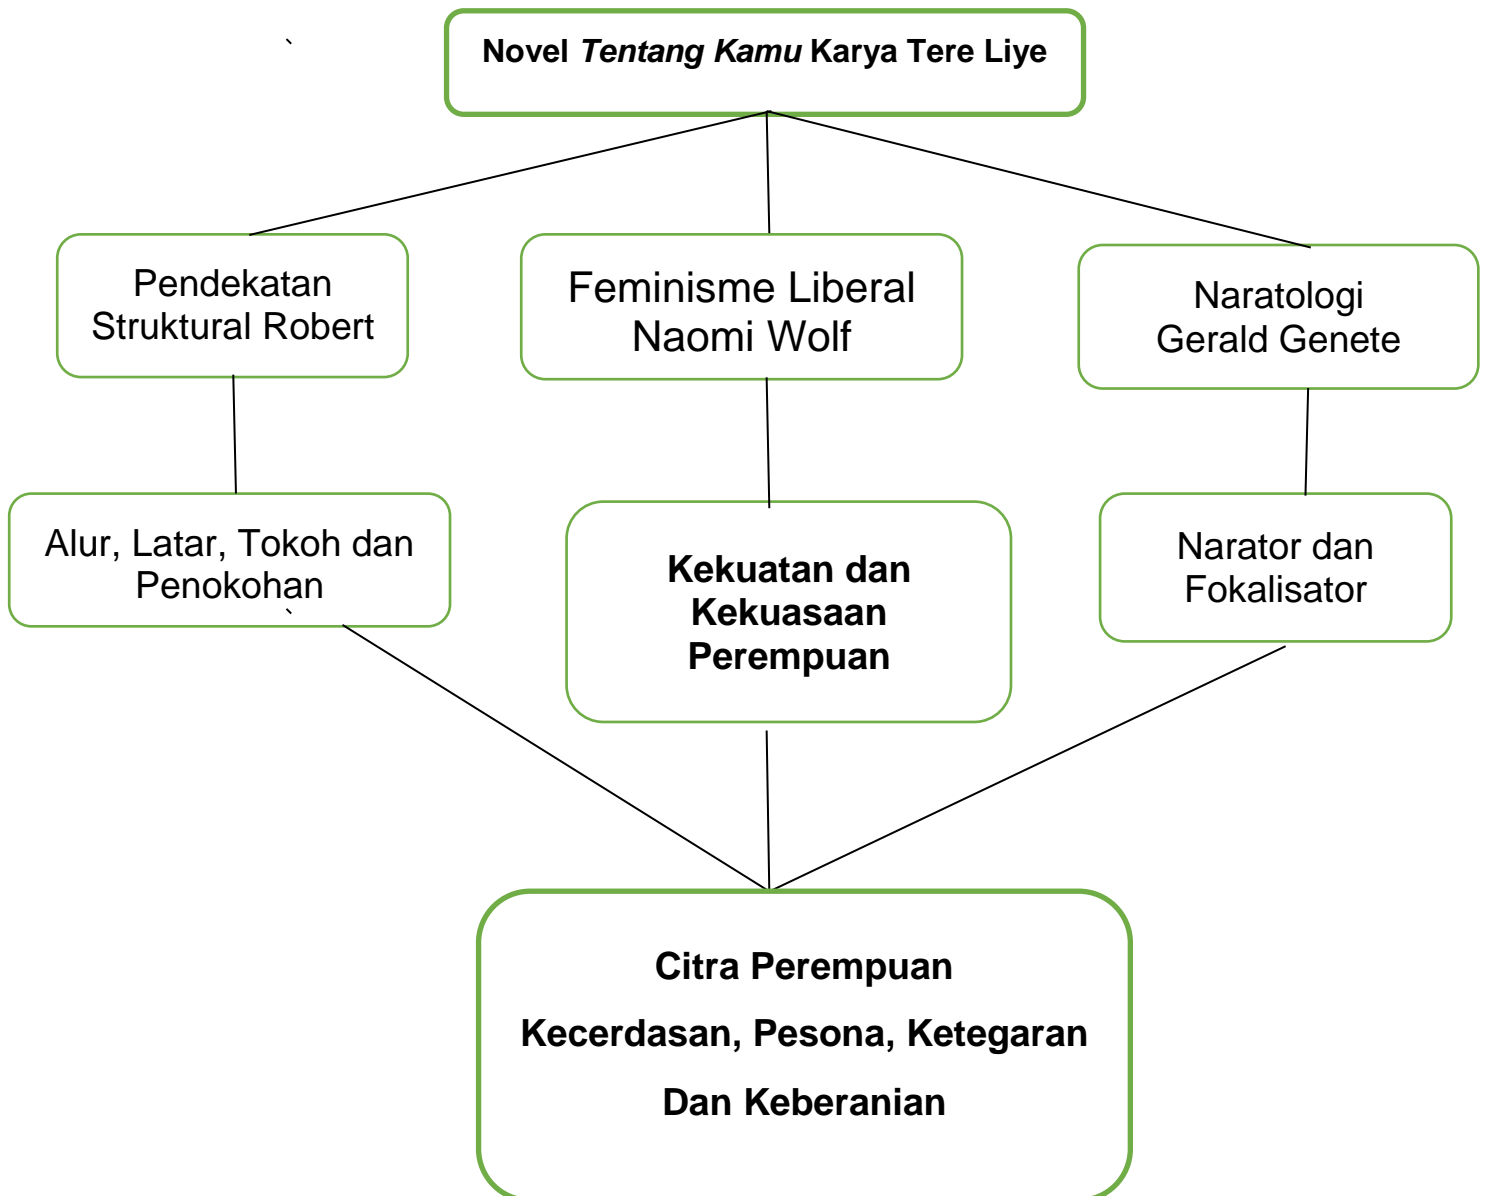 Novel Tentang Kamu Karya Tere Liye
Pendekatan
Struktural Robert
Feminisme Liberal
Naomi Wolf
Naratologi
Gerald Genete
Alur, Latar, Tokoh dan
Penokohan
Kekuatan dan
Kekuasaan
Perempuan
Narator dan
Fokalisator
Citra Perempuan
Kecerdasan, Pesona, Ketegaran
Dan Keberanian